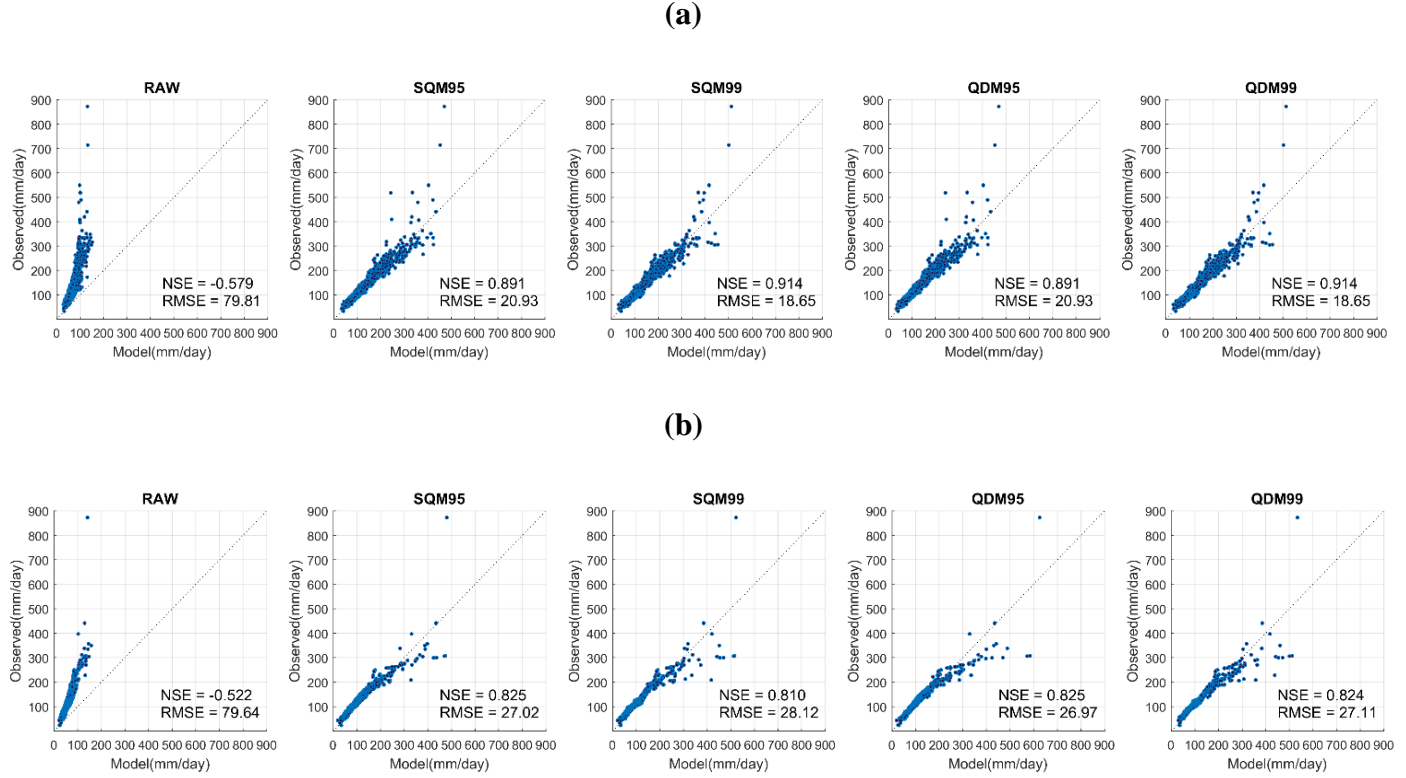 (a)
RAW
900
800
700
600
500
400
300
200
100
Observed(mm/day)
NSE = -0.579
RMSE = 79.81
0 100 200 300 400 500 600 700 800 900
Model(mm/day)
SQM95
900
800
700
600
500
400
300
200
100
Observed(mm/day)
NSE = 0.891
RMSE = 20.93
0 100 200 300 400 500 600 700 800 900
Model(mm/day)
SQM99
900
800
700
600
500
400
300
200
100
Observed(mm/day)
NSE = 0.914
RMSE = 18.65
0 100 200 300 400 500 600 700 800 900
Model(mm/day)
QDM95
900
800
700
600
500
400
300
200
100
Observed(mm/day)
NSE = 0.891
RMSE = 20.93
0 100 200 300 400 500 600 700 800 900
Model(mm/day)
QDM99
900
800
700
600
500
400
300
200
100
Observed(mm/day)
NSE = 0.914
RMSE = 18.65
0 100 200 300 400 500 600 700 800 900
Model(mm/day)
(b)
RAW
900
800
700
600
500
400
300
200
100
Observed(mm/day)
NSE = -0.522
RMSE = 79.64
0 100 200 300 400 500 600 700 800 900
Model(mm/day)
SQM95
900
800
700
600
500
400
300
200
100
Observed(mm/day)
NSE = 0.825
RMSE = 27.02
0 100 200 300 400 500 600 700 800 900
Model(mm/day)
SQM99
900
800
700
600
500
400
300
200
100
Observed(mm/day)
NSE = 0.810
RMSE = 28.12
0 100 200 300 400 500 600 700 800 900
Model(mm/day)
QDM95
900
800
700
600
500
400
300
200
100
Observed(mm/day)
NSE = 0.825
RMSE = 26.97
0 100 200 300 400 500 600 700 800 900
Model(mm/day)
QDM99
900
800
700
600
500
400
300
200
100
Observed(mm/day)
NSE = 0.824
RMSE = 27.11
0 100 200 300 400 500 600 700 800 900
Model(mm/day)